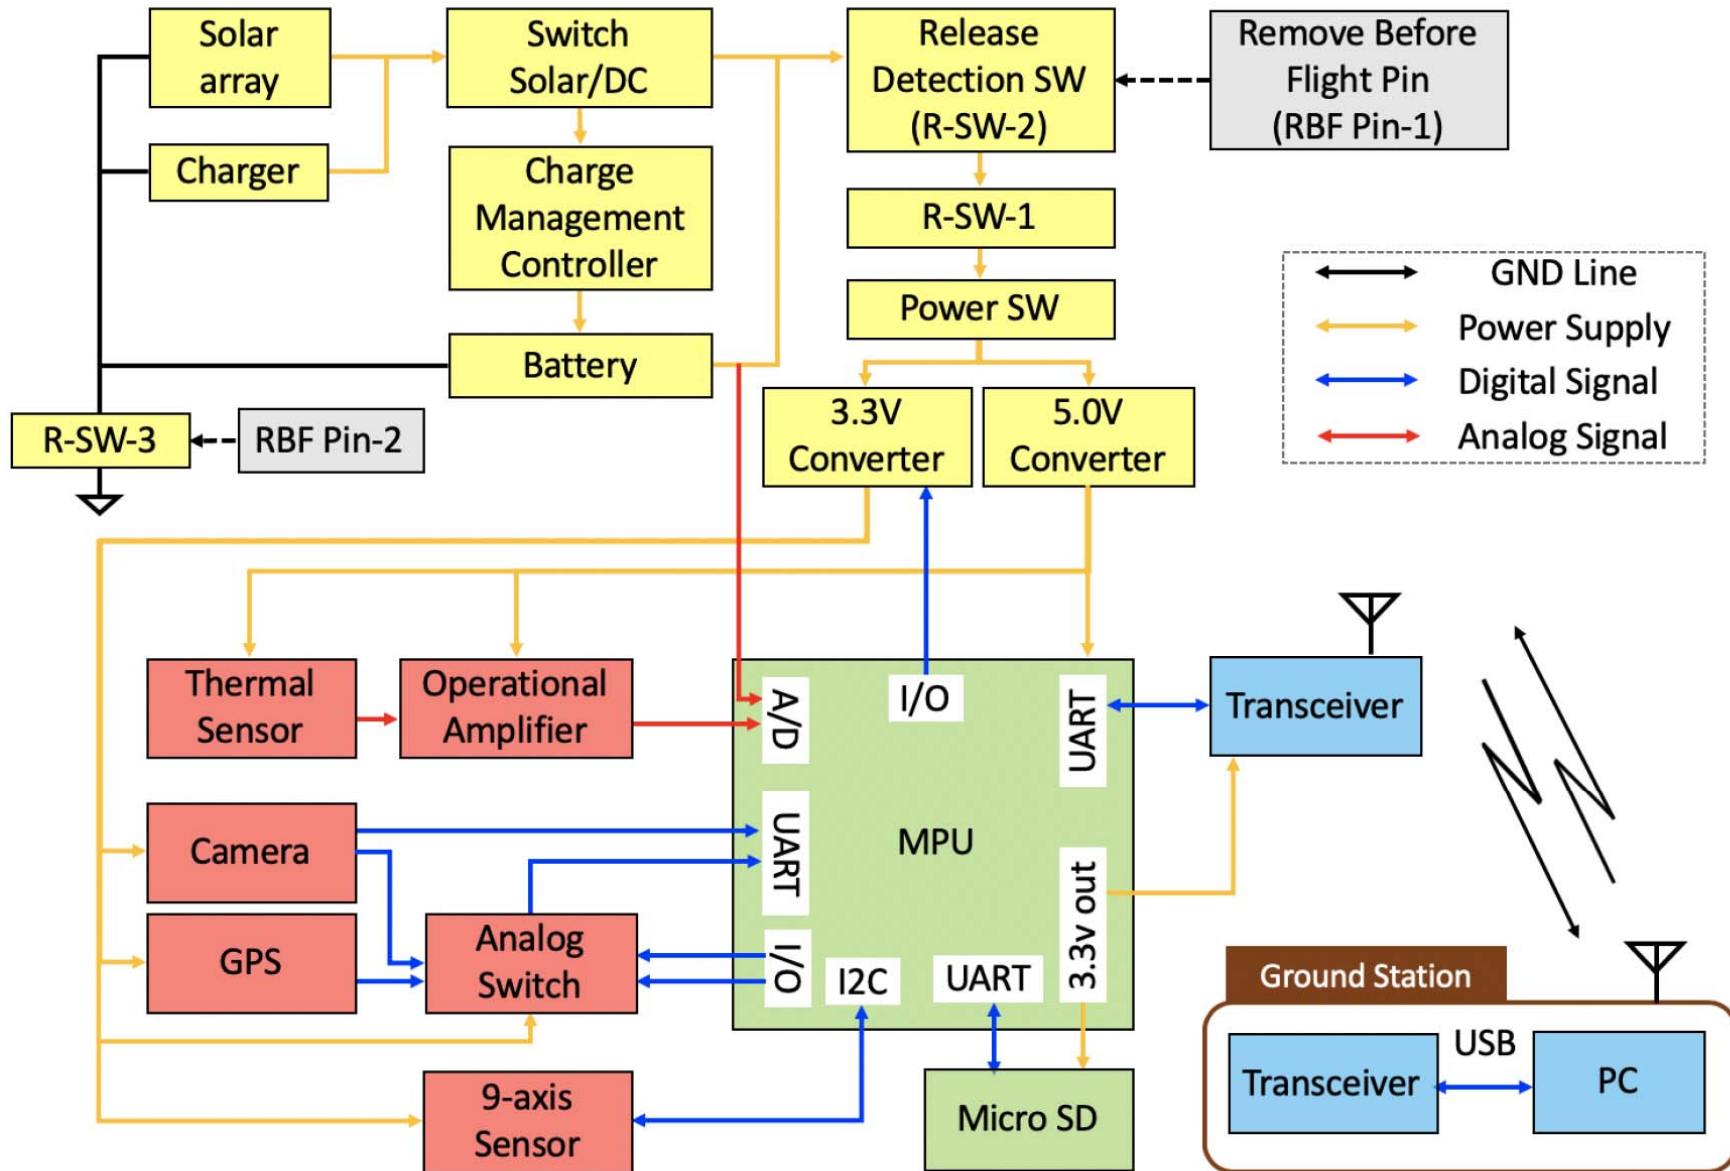 Solar
array
Switch
Solar/DC
Release
Detection SW
(R-SW-2)
Remove Before
Flight Pin
(RBF Pin-1)
Charger
Charge
Management
Controller
R-SW-1
Power SW
Battery
3.3V
Converter
5.0V
Converter
R-SW-3
RBF Pin-2
GND Line
Power Supply
Digital Signal
Analog Signal
Thermal
Sensor
Operational
Amplifier
A/D
I/O
UART
Transceiver
Camera
UART
MPU
3.3v out
GPS
Analog
Switch
I/O
I2C
UART
9-axis
Sensor
Micro SD
Ground Station
Transceiver
USB
PC